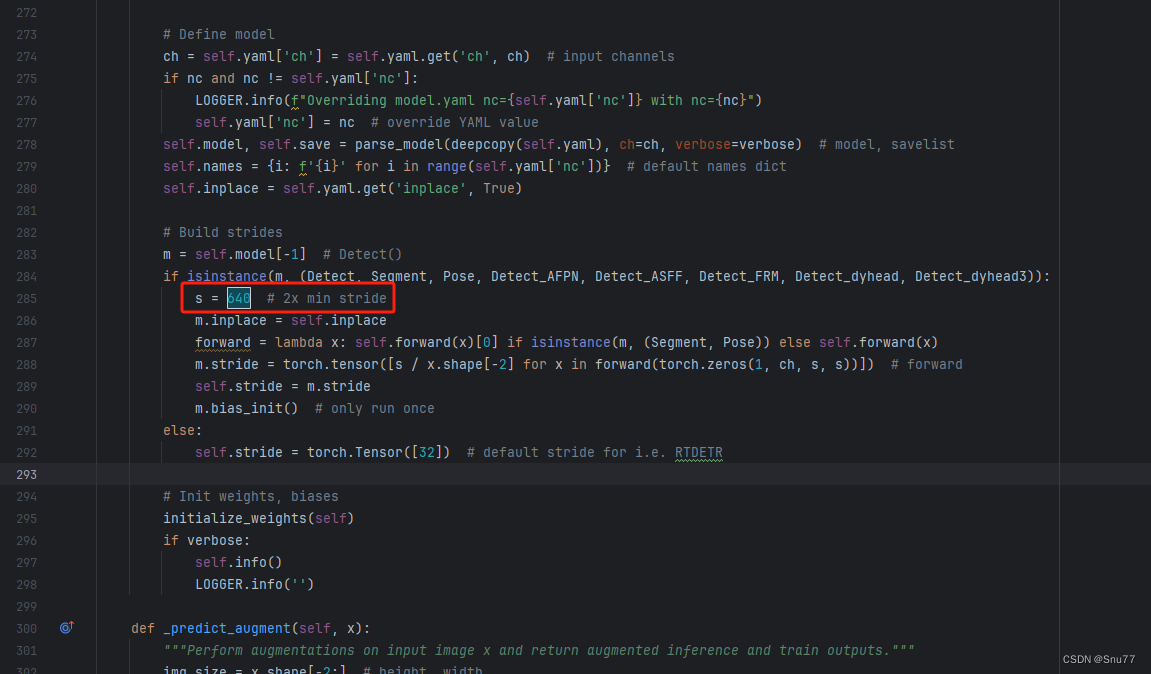 272
273 # Define model
274 ch = self.yaml['ch'] = self.yaml.get('ch', ch)  # input channels
275 if nc and nc != self.yaml['nc']:
276 LOGGER.info(f"Overriding model.yaml nc={self.yaml['nc']} with nc={nc}")
277 self.yaml['nc'] = nc  # override YAML value
278 self.model, self.save = parse_model(deepcopy(self.yaml), ch=ch, verbose=verbose)  # model, savelist
279 self.names = {i: f'{i}' for i in range(self.yaml['nc'])}  # default names dict
280 self.inplace = self.yaml.get('inplace', True)
281
282 # Build strides
283 m = self.model[-1]  # Detect()
284 if isinstance(m, (Detect, Segment, Pose, Detect_AFPN, Detect_ASFF, Detect_FRM, Detect_dyhead, Detect_dyhead3)):
285 s = 640  # 2x min stride
286 m.inplace = self.inplace
287 forward = lambda x: self.forward(x)[0] if isinstance(m, (Segment, Pose)) else self.forward(x)
288 m.stride = torch.tensor([s / x.shape[-2] for x in forward(torch.zeros(1, ch, s, s))])  # forward
289 self.stride = m.stride
290 m.bias_init()  # only run once
291 else:
292 self.stride = torch.Tensor([32])  # default stride for i.e. RTDETR
293
294 # Init weights, biases
295 initialize_weights(self)
296 if verbose:
297 self.info()
298 LOGGER.info('')
299
300 def _predict_augment(self, x):
301 """Perform augmentations on input image x and return augmented inference and train outputs."""
302 img_size = x.shape[-2:]  # height, width
CSDN @Snu77